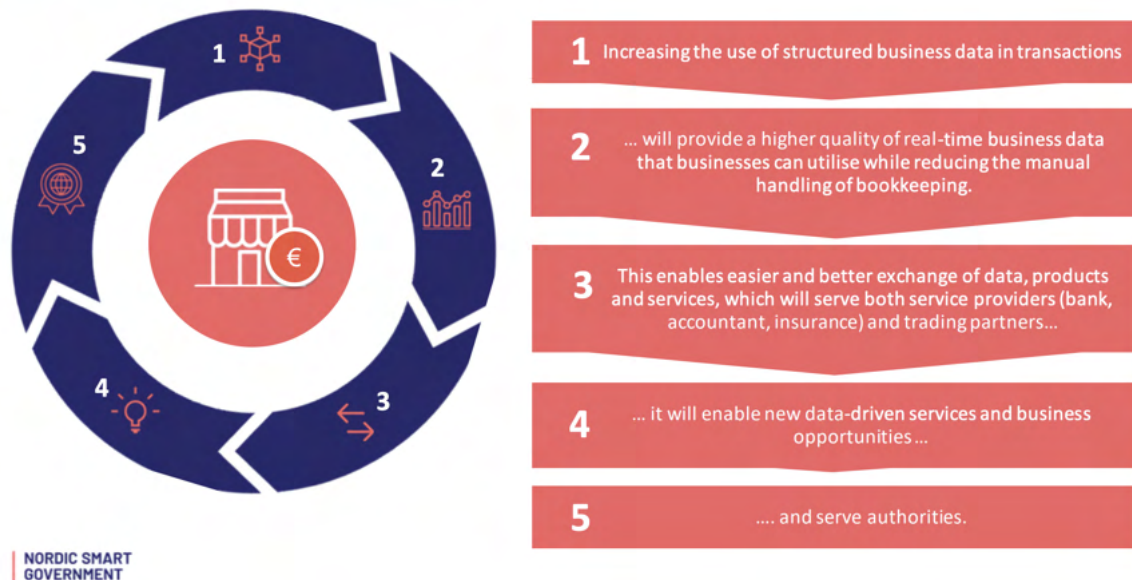 1
2
3
4
5
€
1 Increasing the use of structured business data in transactions
2 ... will provide a higher quality of real-time business data
that businesses can utilise while reducing the manual
handling of bookkeeping.
3 This enables easier and better exchange of data, products
and services, which will serve both service providers (bank,
accountant, insurance) and trading partners...
4 ... it will enable new data-driven services and business
opportunities ...
5 .... and serve authorities.
NORDIC SMART
GOVERNMENT